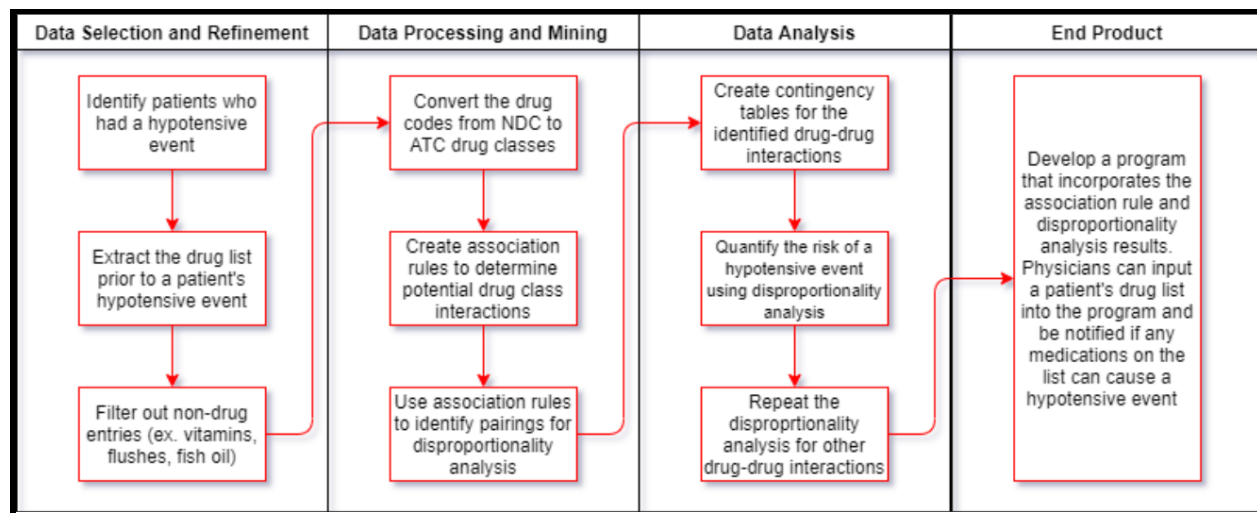 Data Selection and Refinement
Identify patients who
had a hypotensive
event
Extract the drug list
prior to a patient's
hypotensive event
Filter out non-drug
entries (ex. vitamins,
flushes, fish oil)
Data Processing and Mining
Convert the drug
codes from NDC to
ATC drug classes
Create association
rules to determine
potential drug class
interactions
Use association rules
to identify pairings for
disproportionality
analysis
Data Analysis
Create contingency
tables for the
identified drug-drug
interactions
Quantify the risk of a
hypotensive event
using disproportionality
analysis
Repeat the
disproprtionality
analysis for other
drug-drug interactions
End Product
Develop a program
that incorporates the
association rule and
disproportionality
analysis results.
Physicians can input
a patient's drug list
into the program and
be notified if any
medications on the
list can cause a
hypotensive event